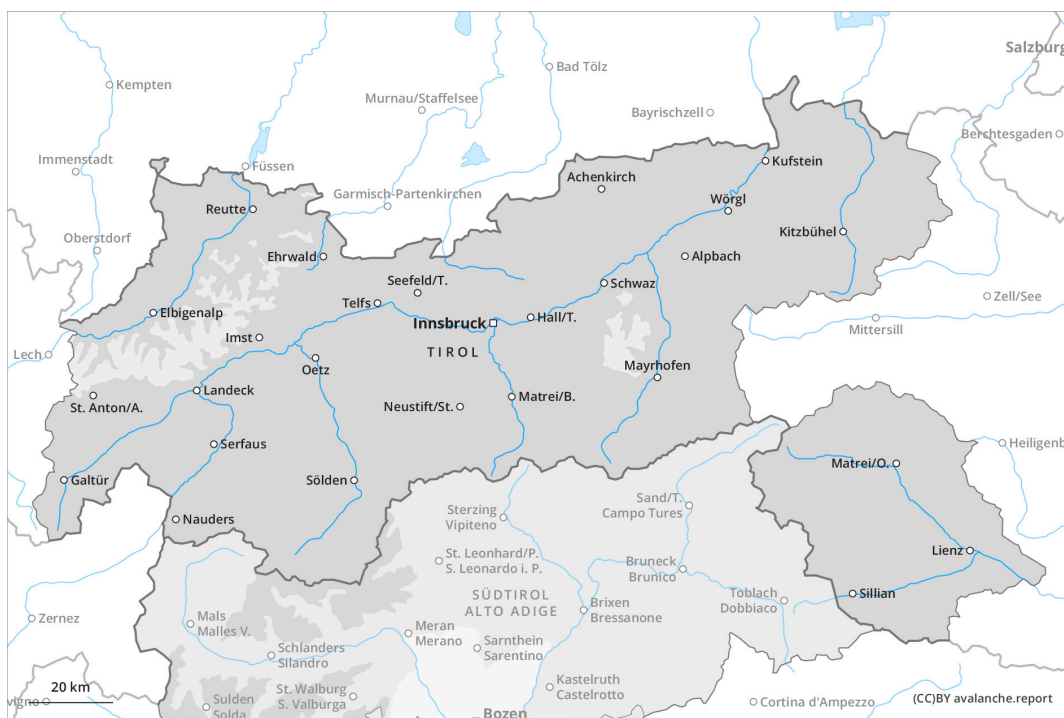 Salzburg
Kempten
Bad Tölz
Murnau/Staffelsee
Bayrischzell
Berchtesgaden
Immenstadt
Füssen
Kufstein
Achenkirch
Garmisch-Partenkirchen
Reutte
Wörgl
Oberstdorf
Kitzbühel
Ehrwald
Alpbach
Seefeld/T.
Schwaz
Zell/See
Telfs
Elbigenalp
Innsbruck
Hall/T.
Mittersill
Imst
TIROL
Lech
Oetz
Mayrhofen
Landeck
St. Anton/A.
Neustift/St.
Matrei/B.
Serfaus
Heiligenb
Matrei/O.
Galtür
Sölden
Sand/T.
Campo Tures
Nauders
Sterzing
Vipiteno
Lienz
St. Leonhard/P.
S. Leonardo i. P.
Bruneck
Brunico
SÜDTIROL
ALTO ADIGE
Toblach
Dobbiaco
Sillian
Brixen
Bressanone
Zernez
Mals
Malles V.
Meran
Merano
Sarnthein
Sarentino
Schlanders
Silandro
20 km
St. Walburg
S. Valburga
Kastelruth
Castelrotto
vigno
Sulden
Solda
Bozen
Cortina d'Ampezzo
(CC)BY avalanche.report